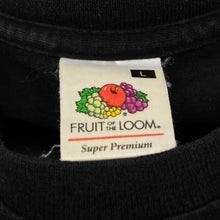 L
FRUIT OF THE LOOM®
Super Premium